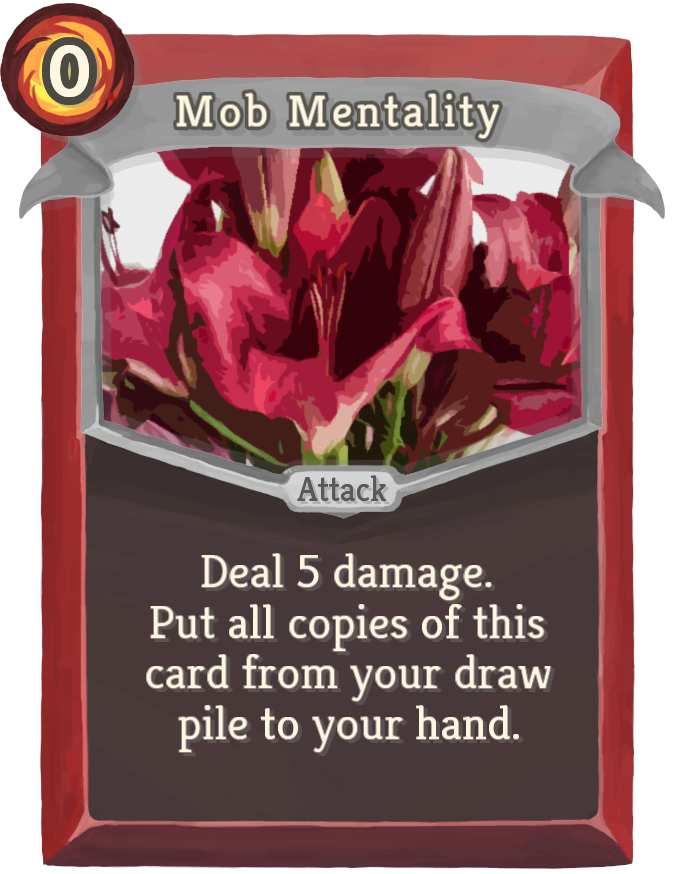 0
Mob Mentality
Attack
Deal 5 damage.
Put all copies of this
card from your draw
pile to your hand.